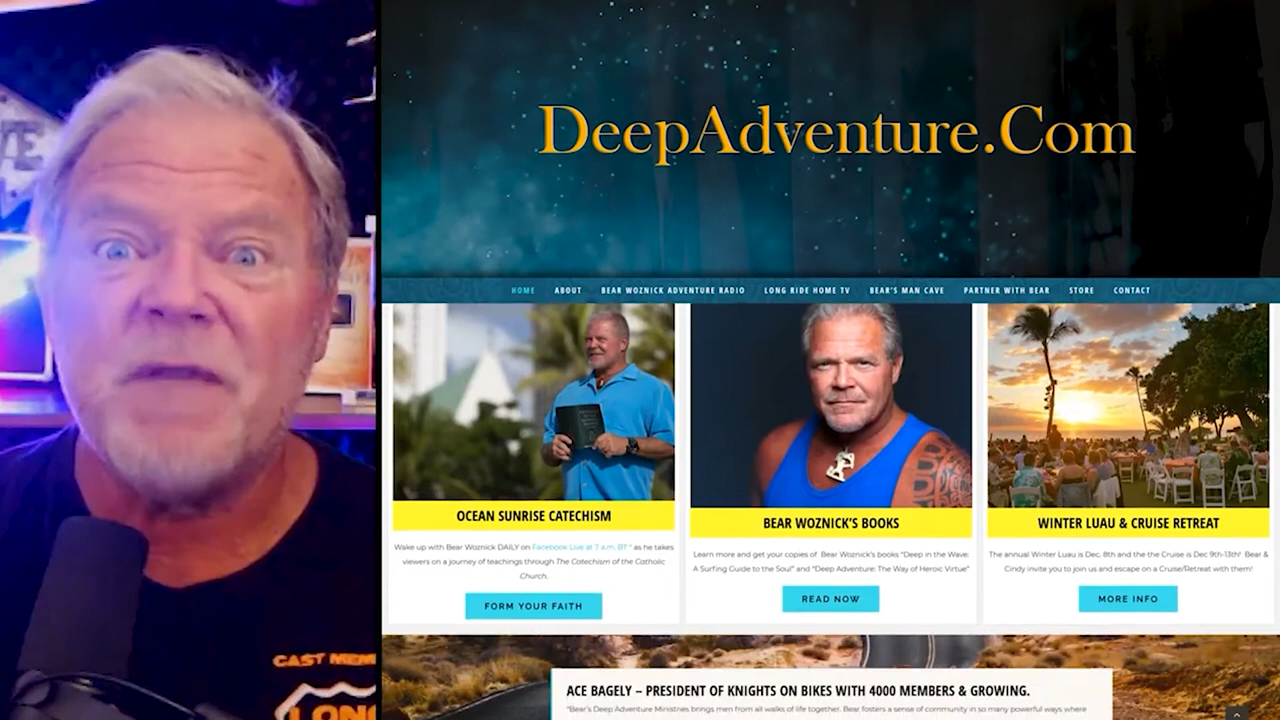 DeepAdventure.Com
HOME ABOUT BEAR WOZNICK ADVENTURE RADIO LONG RIDE HOME TV BEAR'S MAN CAVE PARTNER WITH BEAR STORE CONTACT
OCEAN SUNRISE CATECHISM
Wake up with Bear Woznick DAILY on Facebook Live at 7 a.m. BT* as he takes
viewers on a journey of teachings through The Catechism of the Catholic
Church.
FORM YOUR FAITH
BEAR WOZNICK'S BOOKS
Learn more and get your copies of Bear Woznick's books "Deep in the Wave:
A Surfing Guide to the Soul" and "Deep Adventure: The Way of Heroic Virtue"
READ NOW
WINTER LUAU & CRUISE RETREAT
The annual Winter Luau is Dec. 8th and the the Cruise is Dec 9th-13th! Bear &
Cindy invite you to join us and escape on a Cruise/Retreat with them!
MORE INFO
ACE BAGELY – PRESIDENT OF KNIGHTS ON BIKES WITH 4000 MEMBERS & GROWING.
"Bear's Deep Adventure Ministries brings men from all walks of life together. Bear fosters a sense of community in so many powerful ways where
CAST MEM
LONG